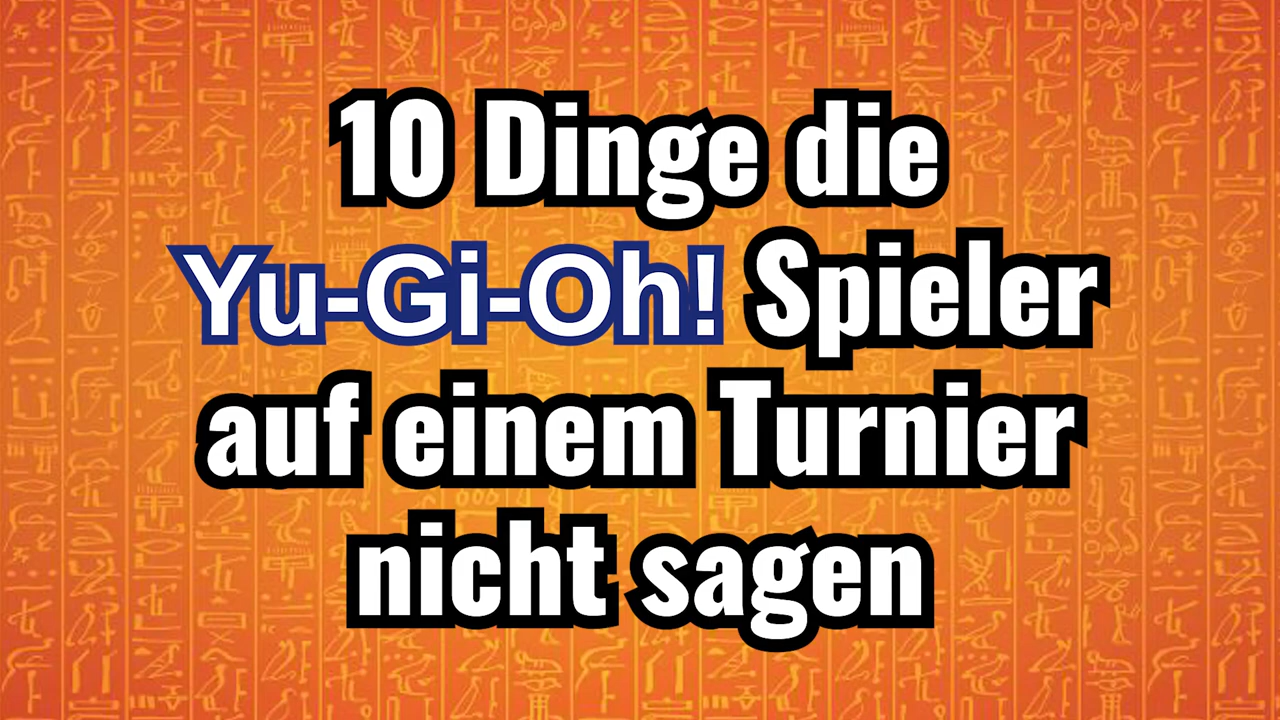 10 Dinge die
Yu-Gi-Oh! Spieler
auf einem Turnier
nicht sagen